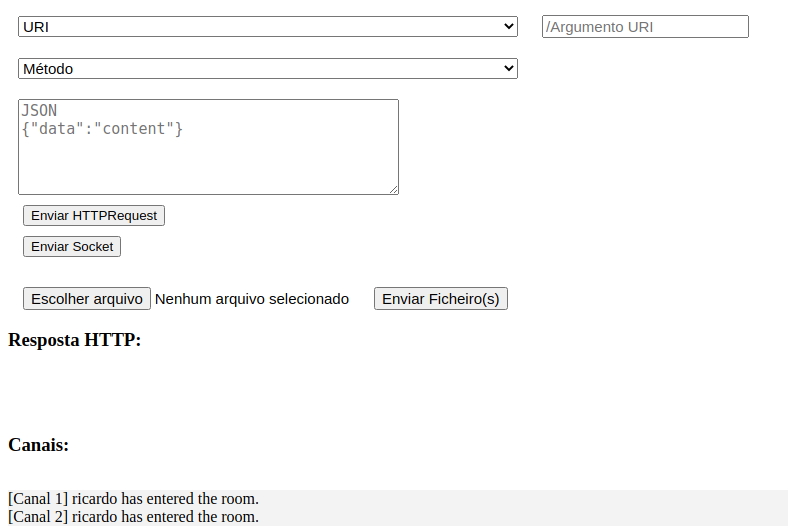 URI
/Argumento URI
Método
JSON
{"data":"content"}
Enviar HTTPRequest
Enviar Socket
Escolher arquivo Nenhum arquivo selecionado Enviar Ficheiro(s)
Resposta HTTP:
Canais:
[Canal 1] ricardo has entered the room.
[Canal 2] ricardo has entered the room.